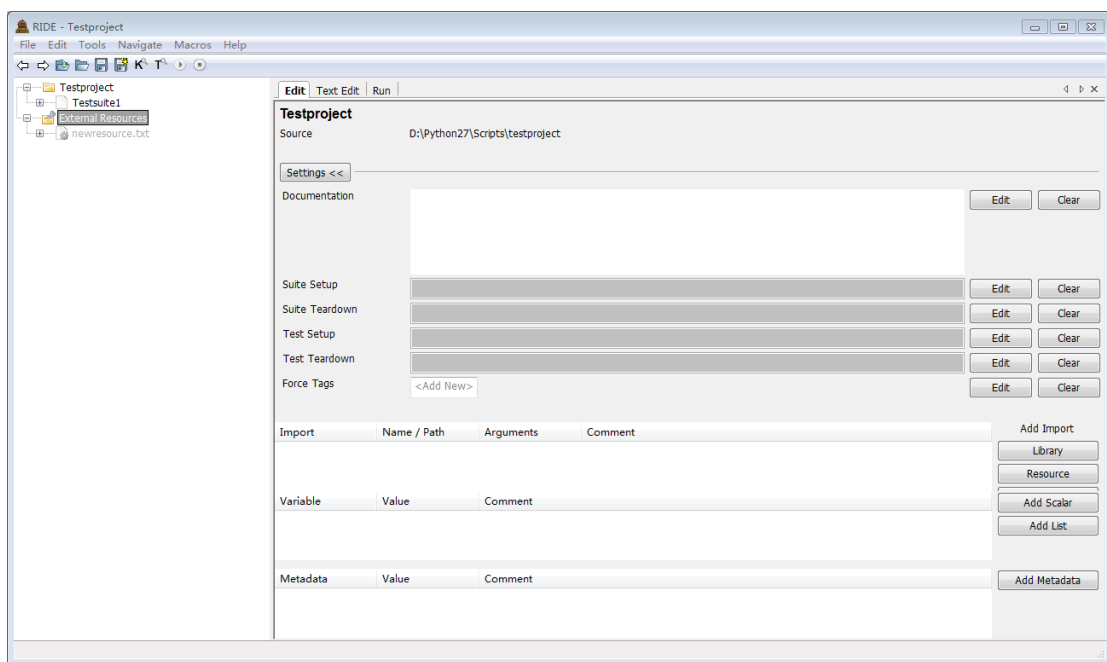 RIDE - Testproject
File Edit Tools Navigate Macros Help
Testproject
Testsuite1
External Resources
newresource.txt
Edit Text Edit Run
Testproject
Source D:\Python27\Scripts\testproject
Settings <<
Documentation Edit Clear
Suite Setup Edit Clear
Suite Teardown Edit Clear
Test Setup Edit Clear
Test Teardown Edit Clear
Force Tags <Add New> Edit Clear
Import Name / Path Arguments Comment Add Import
Library
Resource
Variable Value Comment Add Scalar
Add List
Metadata Value Comment Add Metadata